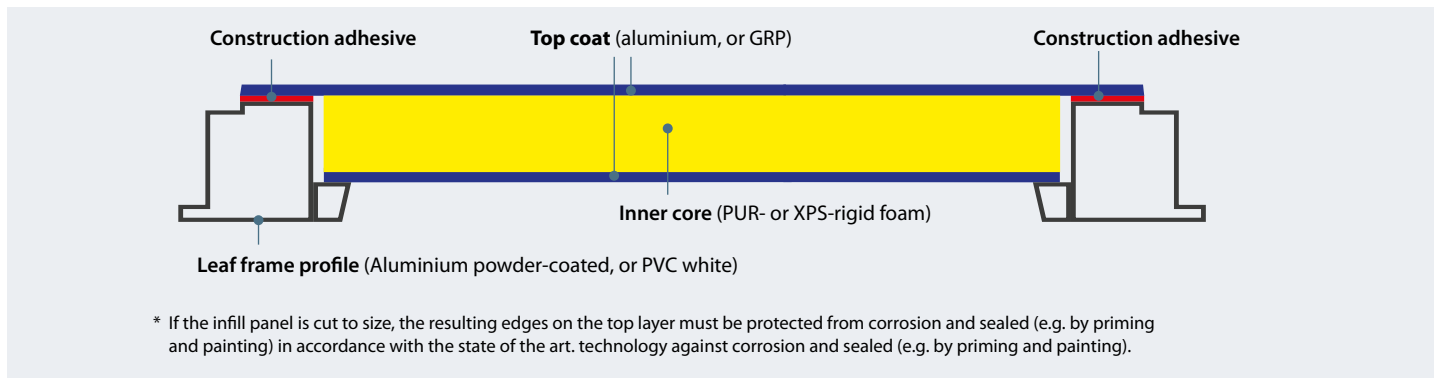 Construction adhesive
Top coat (aluminium, or GRP)
Construction adhesive
Inner core (PUR- or XPS-rigid foam)
Leaf frame profile (Aluminium powder-coated, or PVC white)
* If the infill panel is cut to size, the resulting edges on the top layer must be protected from corrosion and sealed (e.g. by priming
and painting) in accordance with the state of the art. technology against corrosion and sealed (e.g. by priming and painting).